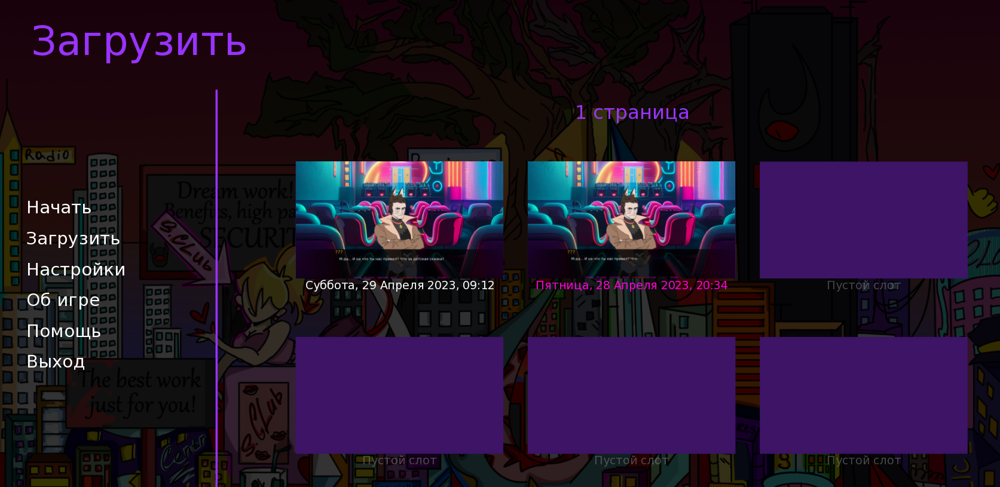 Загрузить
1 страница
Radio
Dream work!
Benefits, high pa
SECURIT
S.CLub
Начать
Загрузить
Настройки
Об игре
Помощь
Выход
???
М-да... И на что ты нас привел? Что за детская сказка?
???
М-да... И на что ты нас привел? Что
Суббота, 29 Апреля 2023, 09:12
Пятница, 28 Апреля 2023, 20:34
Пустой слот
The best work
just for you!
S.CLub
Пустой слот
Пустой слот
Пустой слот